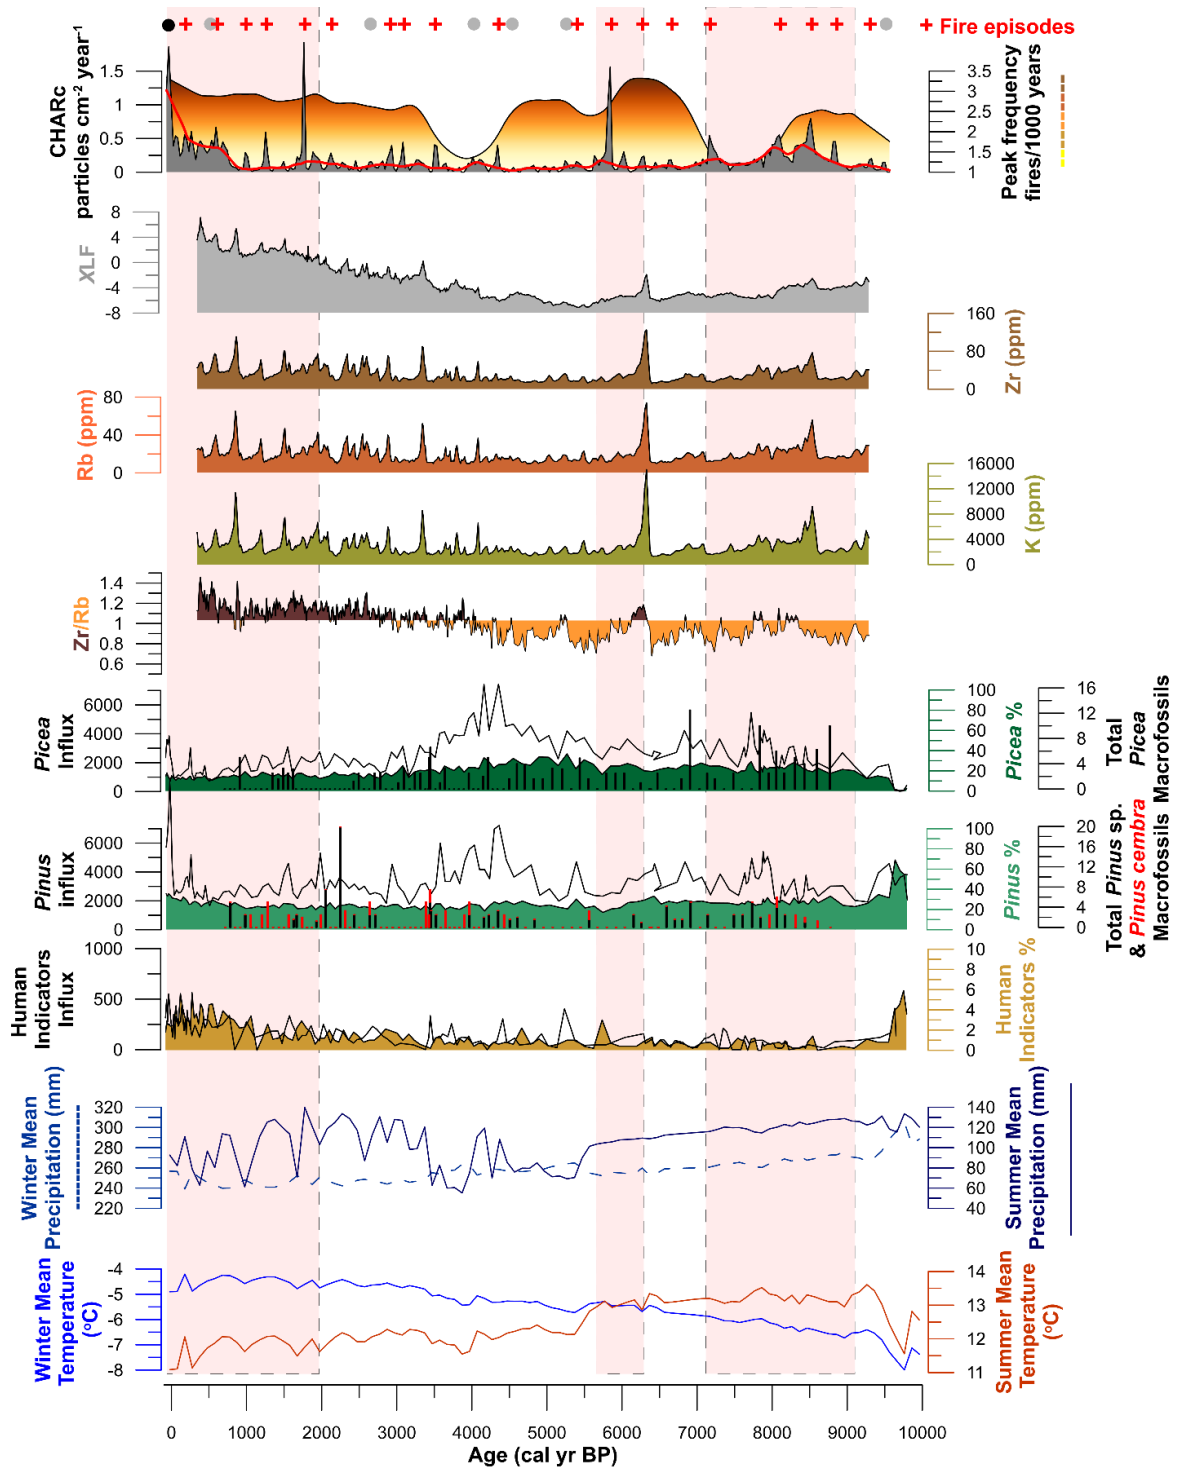 Fire episodes
CHARc
particles cm⁻² year⁻¹
1.5
1
0.5
0
3.5
3
2.5
2
1.5
1
Peak frequency
fires/1000 years
XLF
8
4
0
-4
-8
160
80
0
Zr (ppm)
Rb (ppm)
80
40
0
16000
12000
8000
4000
0
K (ppm)
Zr/Rb
1.4
1.2
1
0.8
0.6
Picea
Influx
6000
4000
2000
0
100
80
60
40
20
0
Picea %
16
12
8
4
0
Total
Picea
Macrofossils
Pinus
influx
6000
4000
2000
0
100
80
60
40
20
0
Pinus %
20
16
12
8
4
0
Total Pinus sp.
& Pinus cembra
Macrofossils
Human
Indicators
Influx
1000
500
0
10
8
6
4
2
0
Human
Indicators %
Winter Mean
Precipitation (mm)
320
300
280
260
240
220
140
120
100
80
60
40
Summer Mean
Precipitation (mm)
Winter Mean
Temperature
(°C)
-4
-5
-6
-7
-8
14
13
12
11
Summer Mean
Temperature
(°C)
0 1000 2000 3000 4000 5000 6000 7000 8000 9000 10000
Age (cal yr BP)